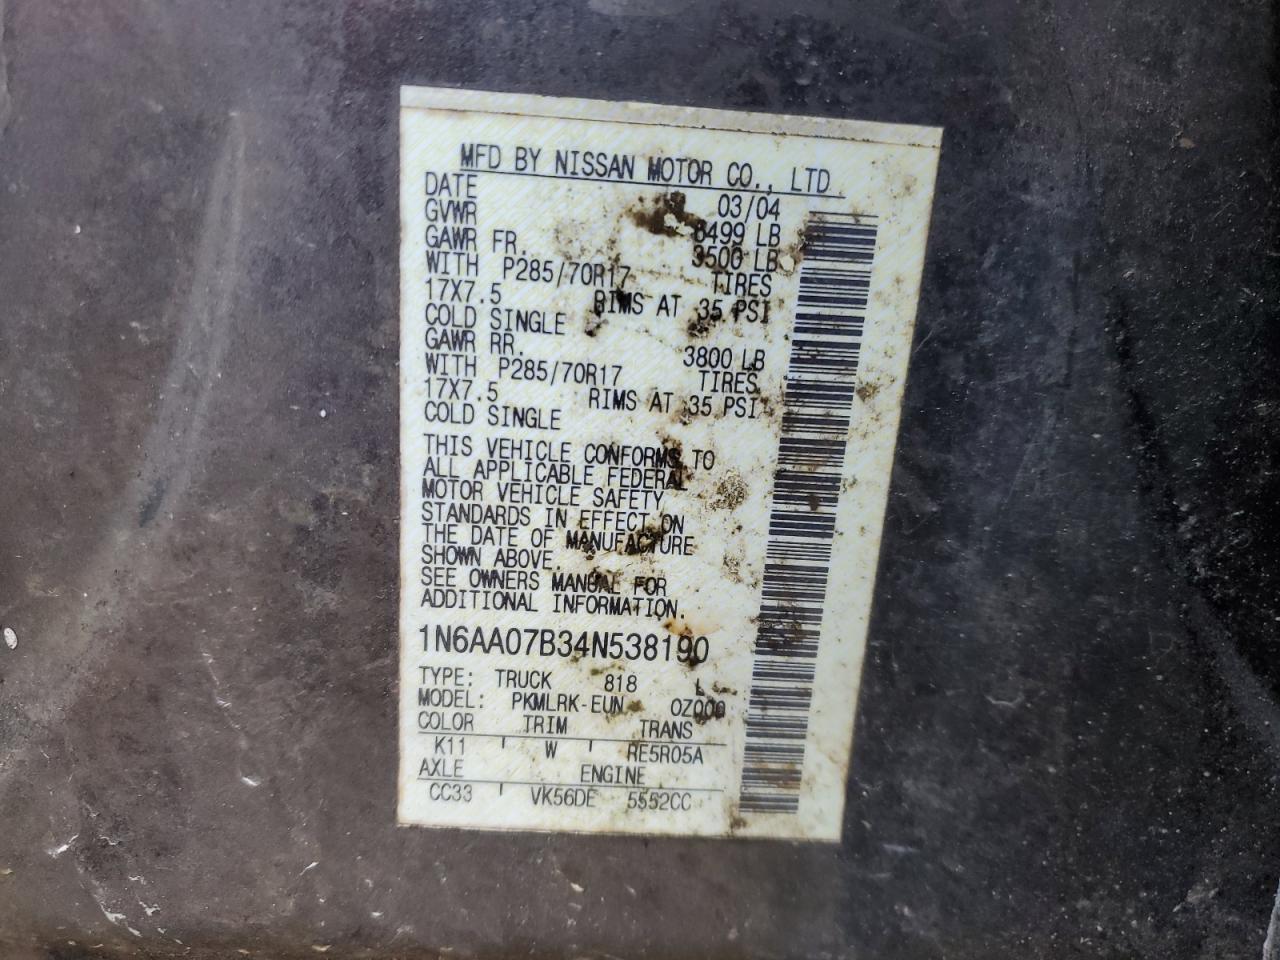 MFD BY NISSAN MOTOR CO., LTD
DATE 03/04
GVWR 6499 LB
GAWR FR. 3500 LB
WITH P285/70R17 TIRES
17X7.5 RIMS AT 35 PSI
COLD SINGLE
GAWR RR. 3800 LB
WITH P285/70R17 TIRES
17X7.5 RIMS AT 35 PSI
COLD SINGLE
THIS VEHICLE CONFORMS TO
ALL APPLICABLE FEDERAL
MOTOR VEHICLE SAFETY
STANDARDS IN EFFECT ON
THE DATE OF MANUFACTURE
SHOWN ABOVE.
SEE OWNERS MANUAL FOR
ADDITIONAL INFORMATION.
1N6AA07B34N538190
TYPE: TRUCK 818 L
MODEL: PKMLRK-EUN 0Z000
COLOR TRIM TRANS
K11 W RE5R05A
AXLE ENGINE
CC33 VK56DE 5552CC